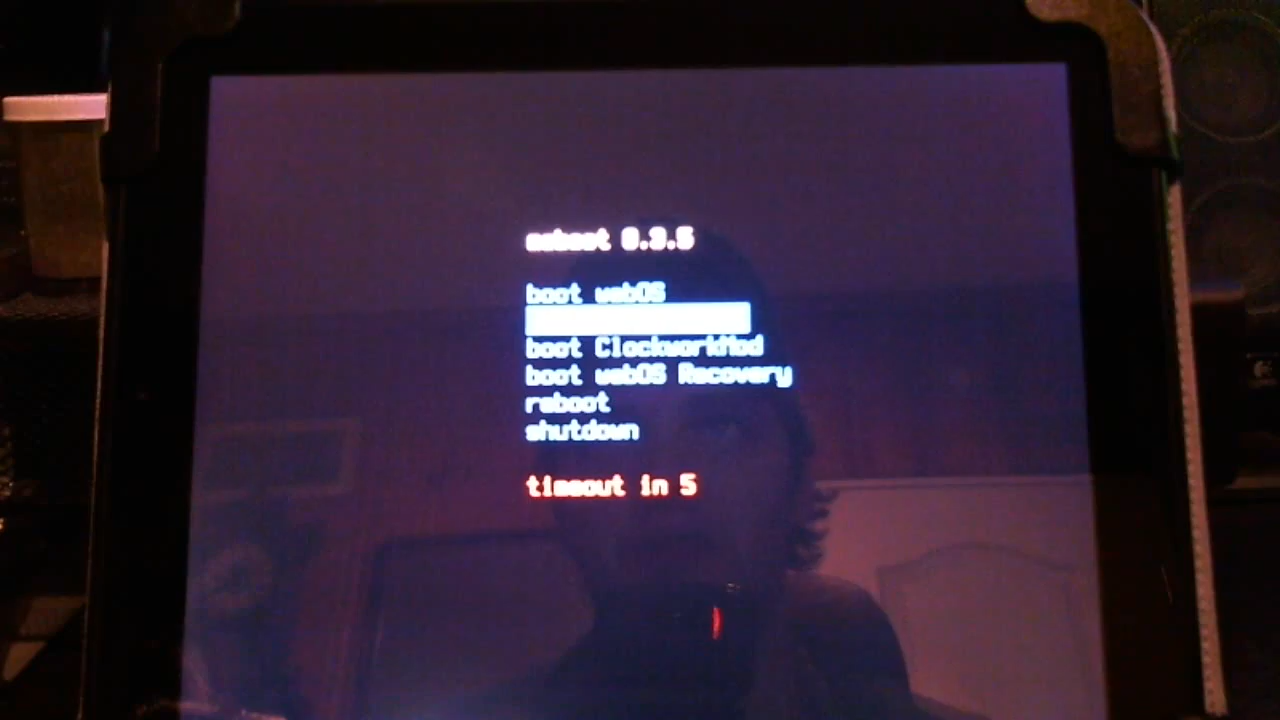 moboot 0.3.5
boot webOS
boot ClockworkMod
boot webOS Recovery
reboot
shutdown
timeout in 5